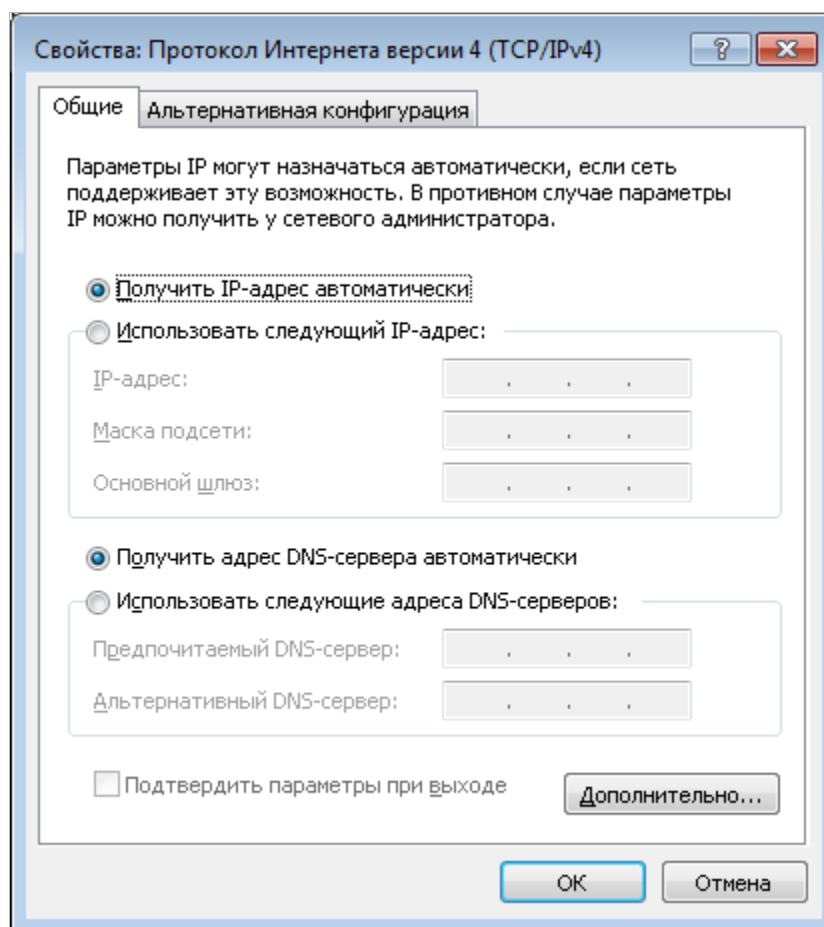 Свойства: Протокол Интернета версии 4 (TCP/IPv4)
?
Общие
Альтернативная конфигурация
Параметры IP могут назначаться автоматически, если сеть
поддерживает эту возможность. В противном случае параметры
IP можно получить у сетевого администратора.
Получить IP-адрес автоматически
Использовать следующий IP-адрес:
IP-адрес:
. . .
Маска подсети:
. . .
Основной шлюз:
. . .
Получить адрес DNS-сервера автоматически
Использовать следующие адреса DNS-серверов:
Предпочитаемый DNS-сервер:
. . .
Альтернативный DNS-сервер:
. . .
Подтвердить параметры при выходе
Дополнительно...
ОК
Отмена